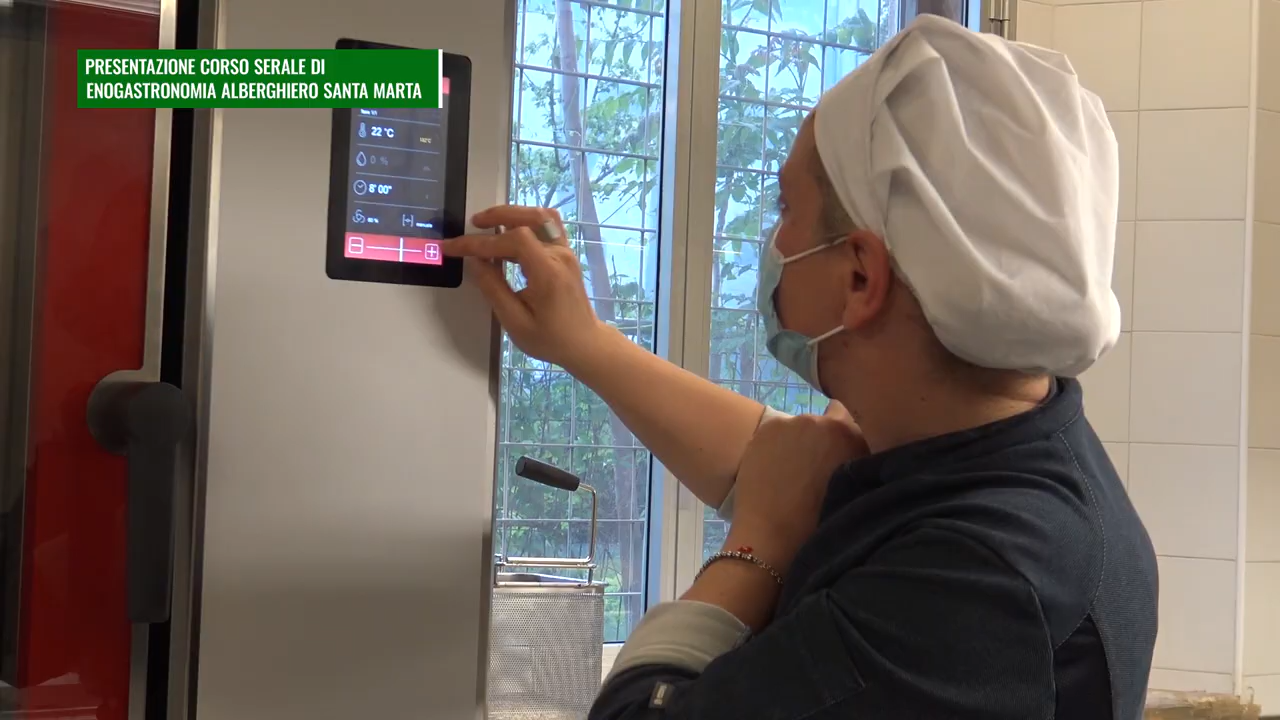 PRESENTAZIONE CORSO SERALE DI
ENOGASTRONOMIA ALBERGHIERO SANTA MARTA
22 °C
0 %
8' 00"